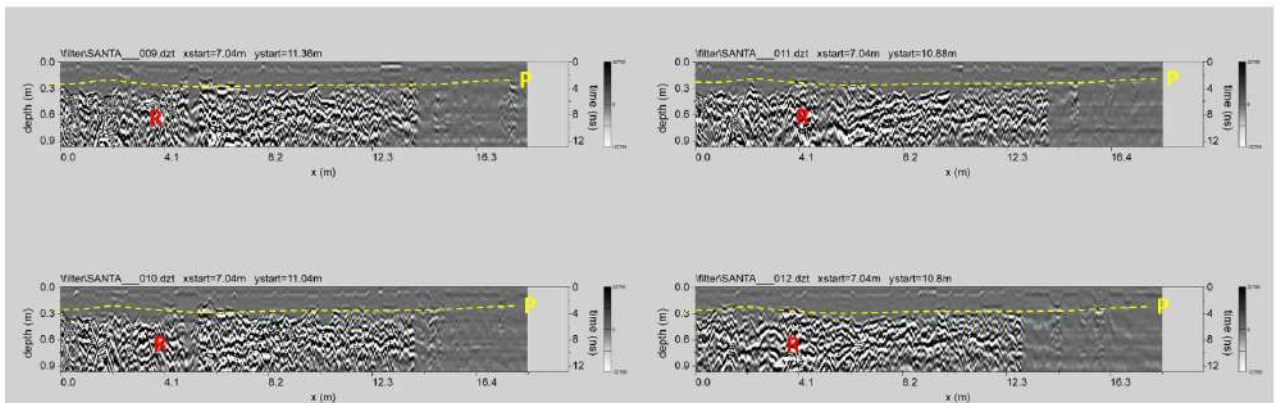 \filter\SANTA___009.dzt xstart=7.04m ystart=11.36m
0.0
0.3
0.6
0.9
depth (m)
0
4
8
12
time (ns)
0.0 4.1 8.2 12.3 16.3
x (m)
R
P
\filter\SANTA___011.dzt xstart=7.04m ystart=10.88m
0.0
0.3
0.6
0.9
depth (m)
0
4
8
12
time (ns)
0.0 4.1 8.2 12.3 16.4
x (m)
R
P
\filter\SANTA___010.dzt xstart=7.04m ystart=11.04m
0.0
0.3
0.6
0.9
depth (m)
0
4
8
12
time (ns)
0.0 4.1 8.2 12.3 16.4
x (m)
R
P
\filter\SANTA___012.dzt xstart=7.04m ystart=10.8m
0.0
0.3
0.6
0.9
depth (m)
0
4
8
12
time (ns)
0.0 4.1 8.2 12.3 16.3
x (m)
R
P